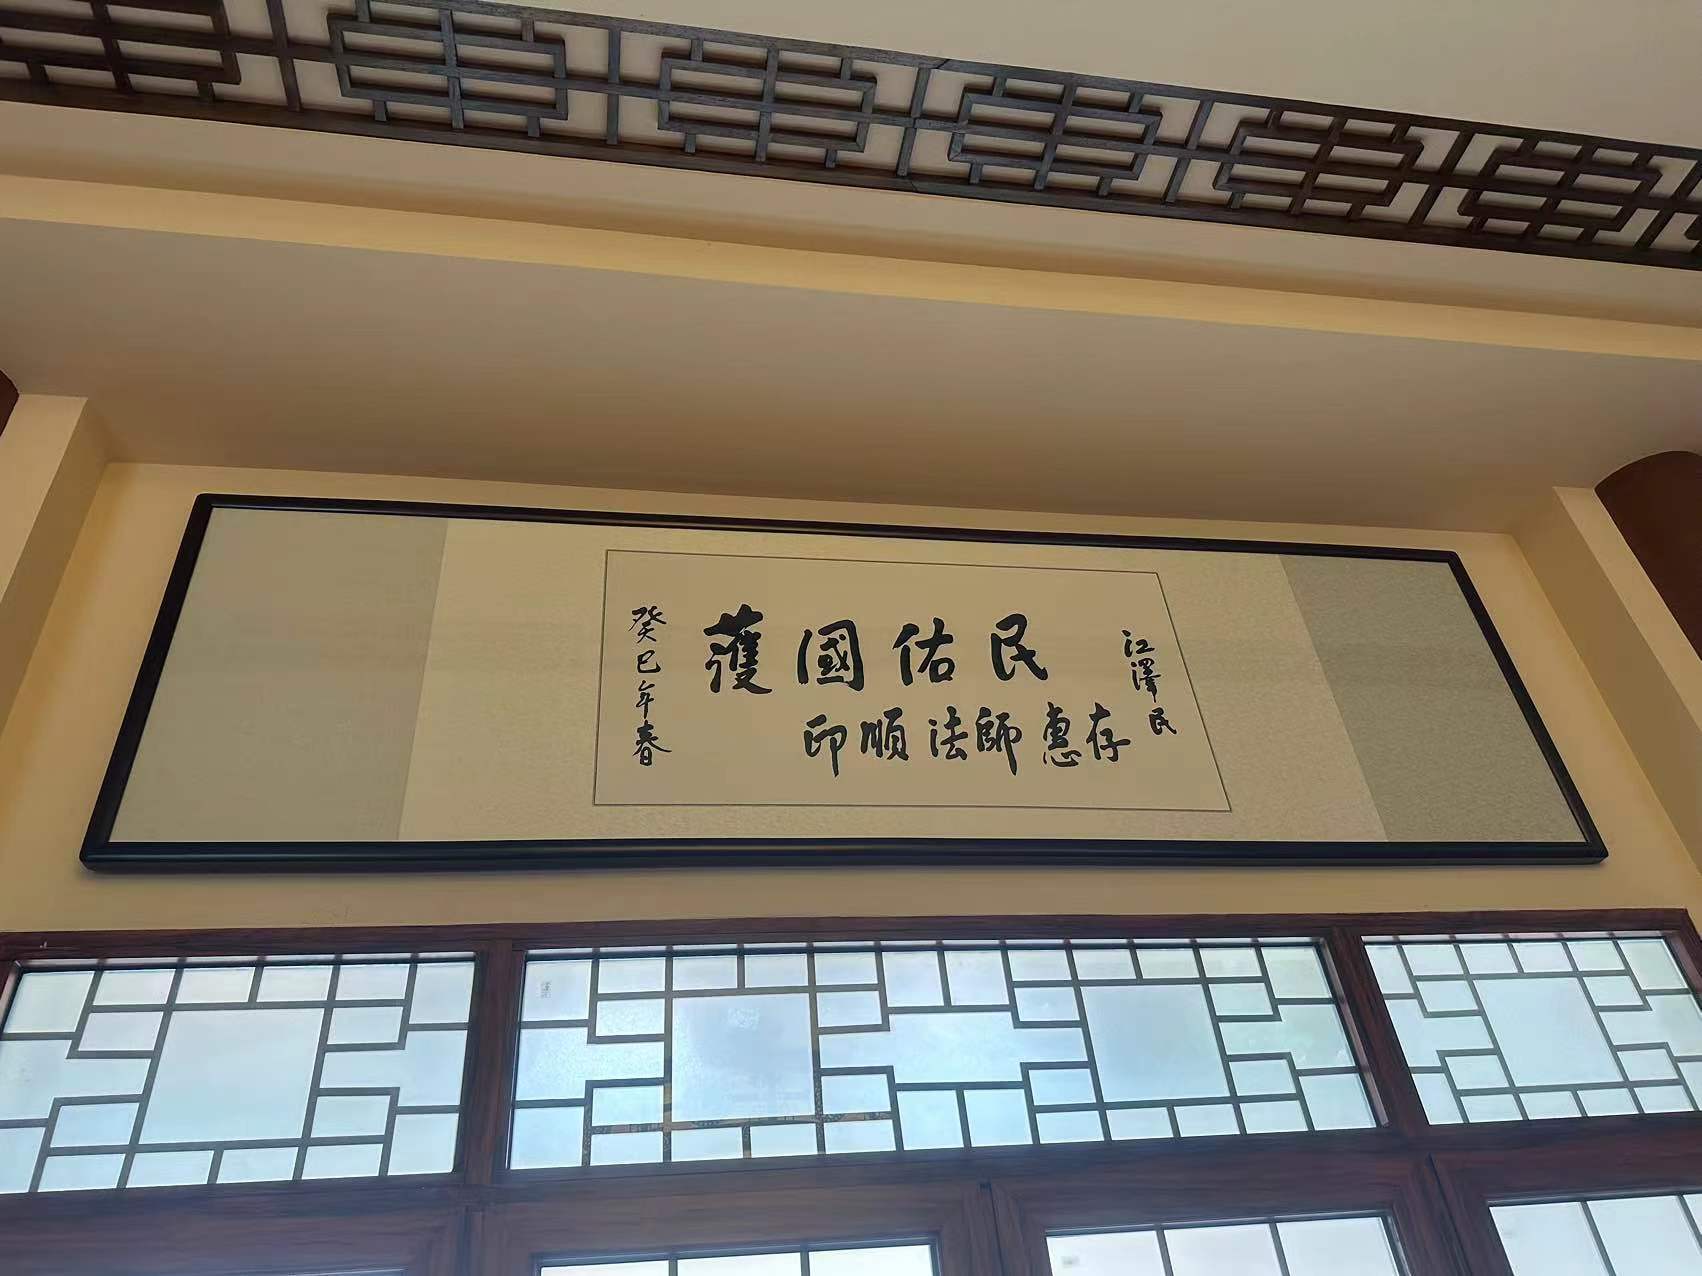 癸巳年春
護國佑民
印順法師惠存
江澤民